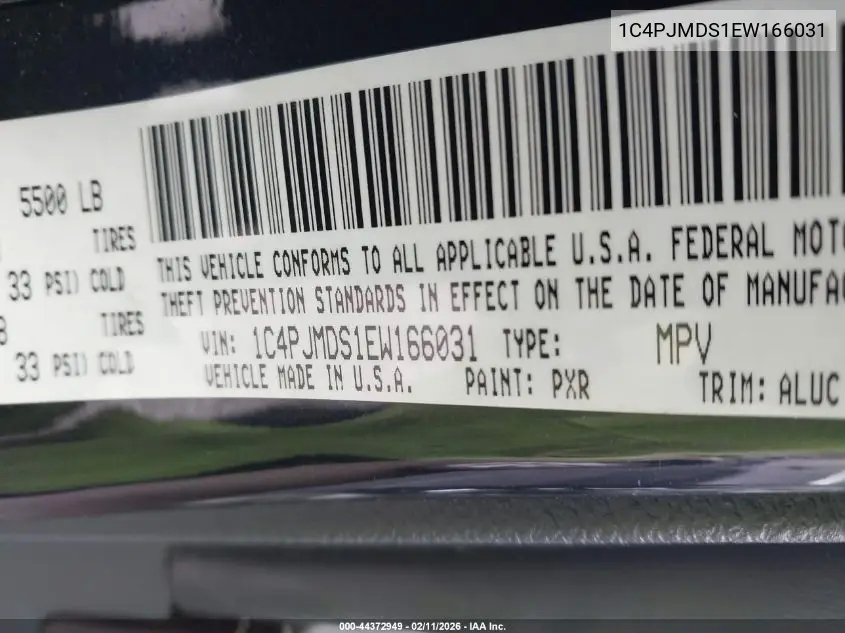 1C4PJMDS1EW166031
5500 LB
TIRES
33 PSI) COLD
TIRES
33 PSI) COLD
THIS VEHICLE CONFORMS TO ALL APPLICABLE U.S.A. FEDERAL MOTO
THEFT PREVENTION STANDARDS IN EFFECT ON THE DATE OF MANUFA
VIN: 1C4PJMDS1EW166031 TYPE: MPV
VEHICLE MADE IN U.S.A. PAINT: PXR TRIM: ALUC
000-44372949 - 02/11/2026 - IAA Inc.